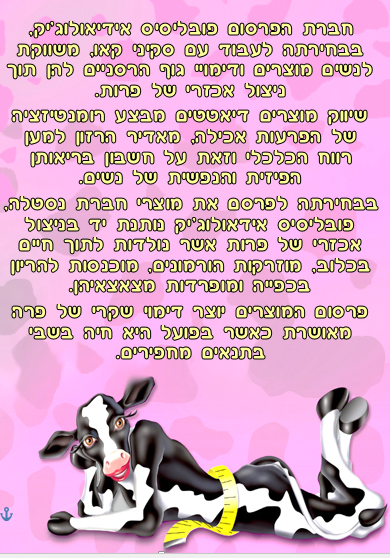 חברת הפרסום פובליסיס אידיאולוג'יק,
בבחירתה לעבוד עם סקיני קאו, משווקת
לנשים מוצרים ודימויי גוף הרסניים להן תוך
ניצול אכזרי של פרות.
שיווק מוצרים דיאטטים מבצע רומנטיזציה
של הפרעות אכילה, מאדיר הרזון למען
רווח הכלכלי וזאת על חשבון בריאותן
הפיזית והנפשית של נשים.
בבחירתה לפרסם את מוצרי חברת נסטלה,
פובליסיס אידאולוג'יק נותנת יד בניצול
אכזרי של פרות אשר נולדות לתוך חיים
בכלוב, מוזרקות הורמונים, מוכנסות להריון
בכפייה ומופרדות מצאצאיהן.
פרסום המוצרים יוצר דימוי שקרי של פרה
מאושרת כאשר בפועל היא חיה בשבי
בתנאים מחפירים.